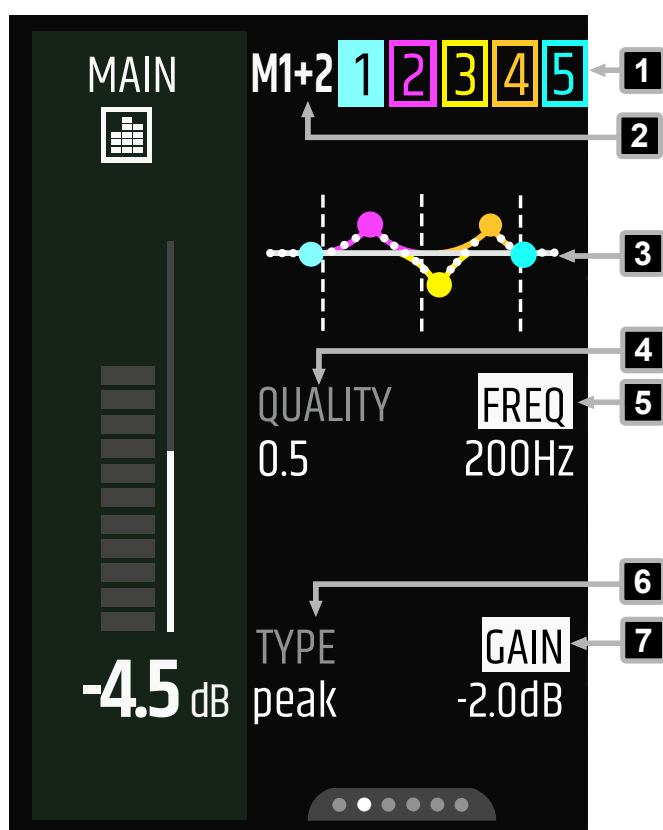 MAIN
M1+2 1 2 3 4 5 1
2
3
4
QUALITY FREQ 5
0.5 200Hz
6
TYPE GAIN 7
-4.5 dB peak -2.0dB